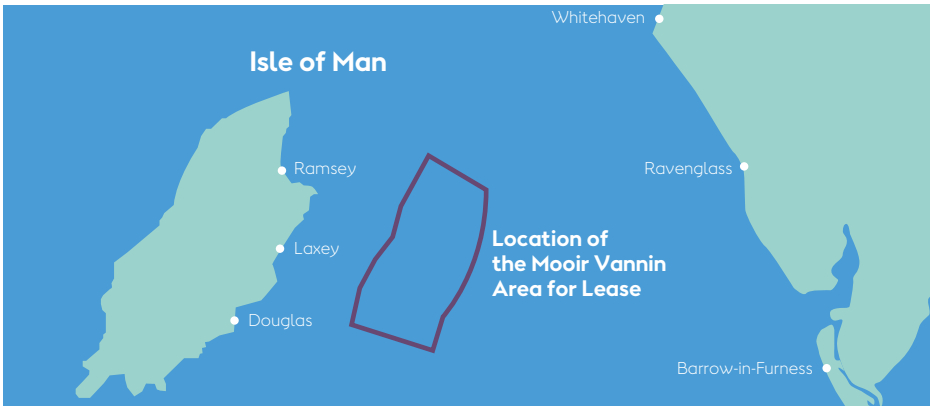 Whitehaven
Isle of Man
Ramsey
Ravenglass
Location of
the Mooir Vannin
Area for Lease
Laxey
Douglas
Barrow-in-Furness